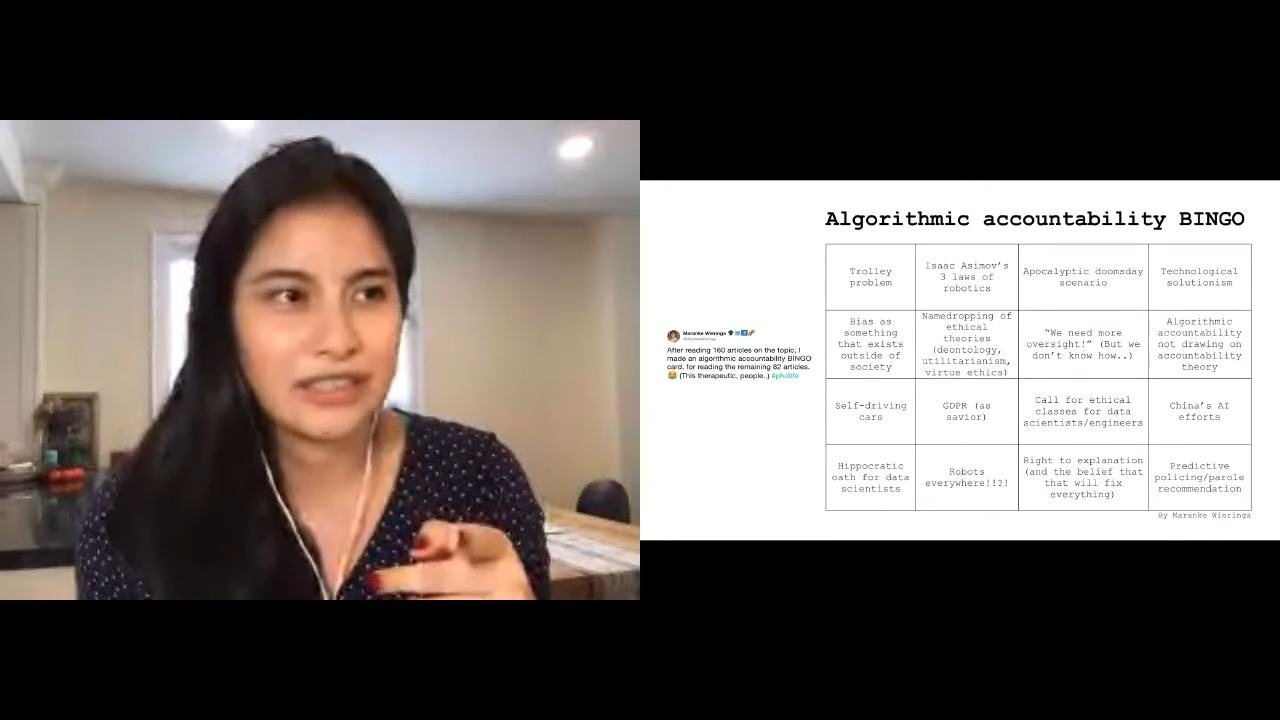 Algorithmic accountability BINGO
Maranke Wieringa
After reading 160 articles on the topic, I
made an algorithmic accountability BINGO
card, for reading the remaining 82 articles.
😂 (This therapeutic, people..) #phdlife
Trolley
problem
Isaac Asimov's
3 laws of
robotics
Apocalyptic doomsday
scenario
Technological
solutionism
Bias as
something
that exists
outside of
society
Namedropping of
ethical
theories
(deontology,
utilitarianism,
virtue ethics)
"We need more
oversight!" (But we
don't know how..)
Algorithmic
accountability
not drawing on
accountability
theory
Self-driving
cars
GDPR (as
savior)
Call for ethical
classes for data
scientists/engineers
China's AI
efforts
Hippocratic
oath for data
scientists
Robots
everywhere!!?!
Right to explanation
(and the belief that
that will fix
everything)
Predictive
policing/parole
recommendation
By Maranke Wieringa